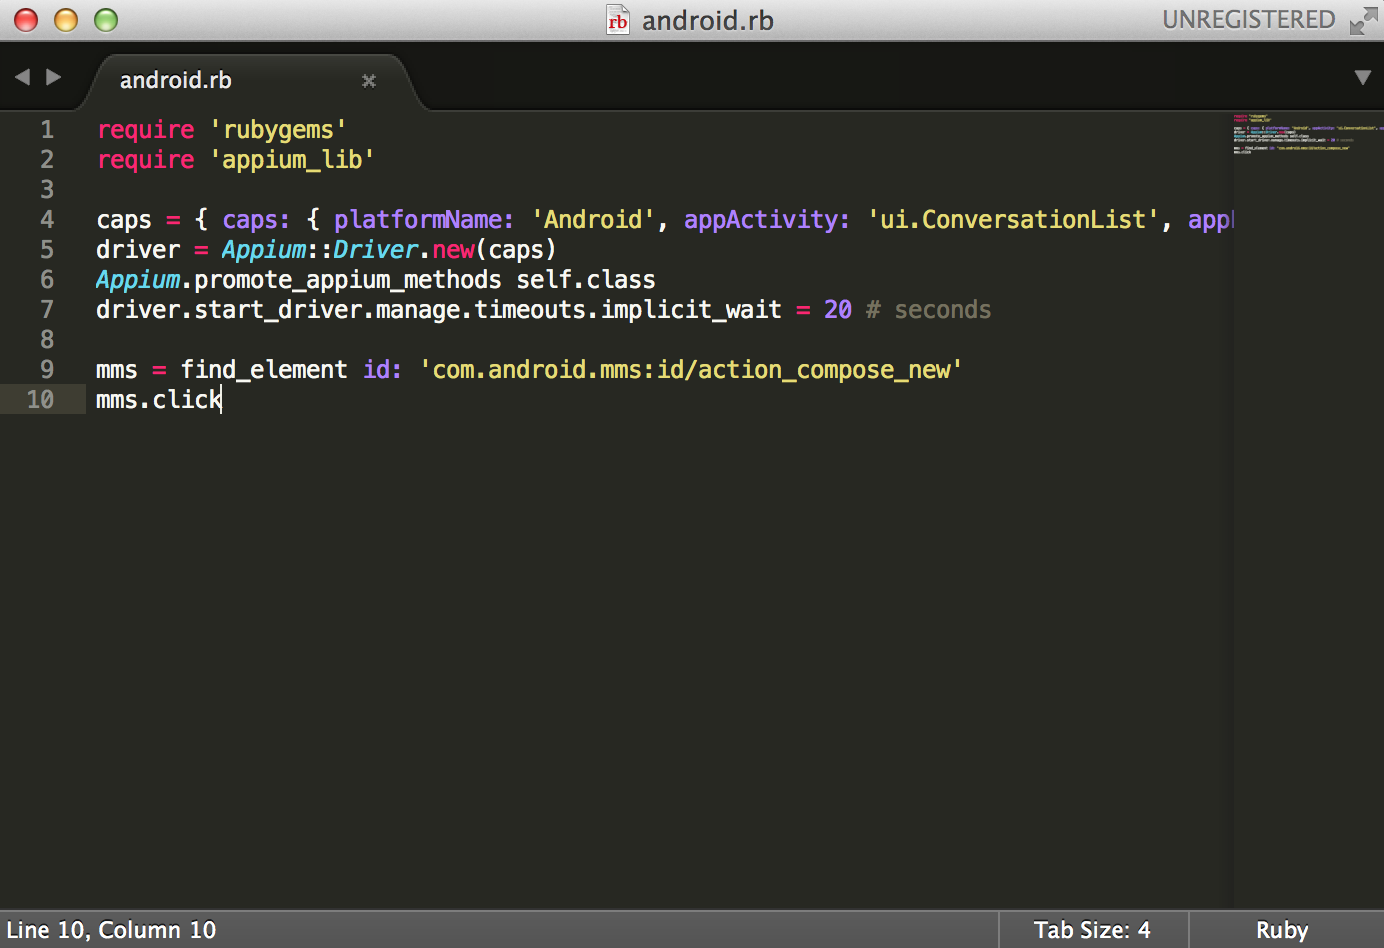 rb android.rb UNREGISTERED
android.rb
1 require 'rubygems'
2 require 'appium_lib'
3
4 caps = { caps: { platformName: 'Android', appActivity: 'ui.ConversationList', app
5 driver = Appium::Driver.new(caps)
6 Appium.promote_appium_methods self.class
7 driver.start_driver.manage.timeouts.implicit_wait = 20 # seconds
8
9 mms = find_element id: 'com.android.mms:id/action_compose_new'
10 mms.click
Line 10, Column 10 Tab Size: 4 Ruby